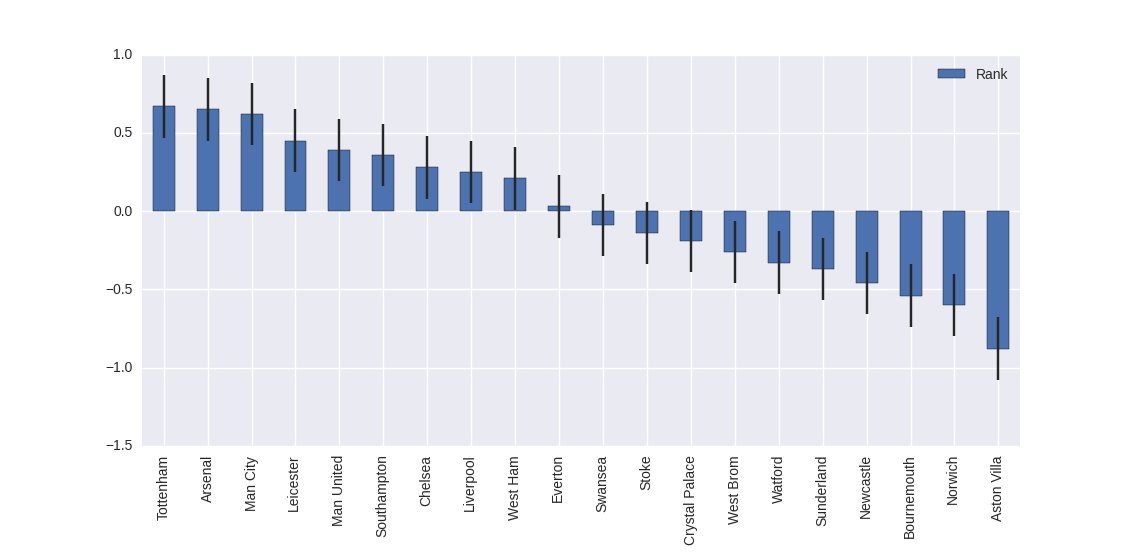 1.0
0.5
0.0
−0.5
−1.0
−1.5
Rank
Tottenham
Arsenal
Man City
Leicester
Man United
Southampton
Chelsea
Liverpool
West Ham
Everton
Swansea
Stoke
Crystal Palace
West Brom
Watford
Sunderland
Newcastle
Bournemouth
Norwich
Aston Villa